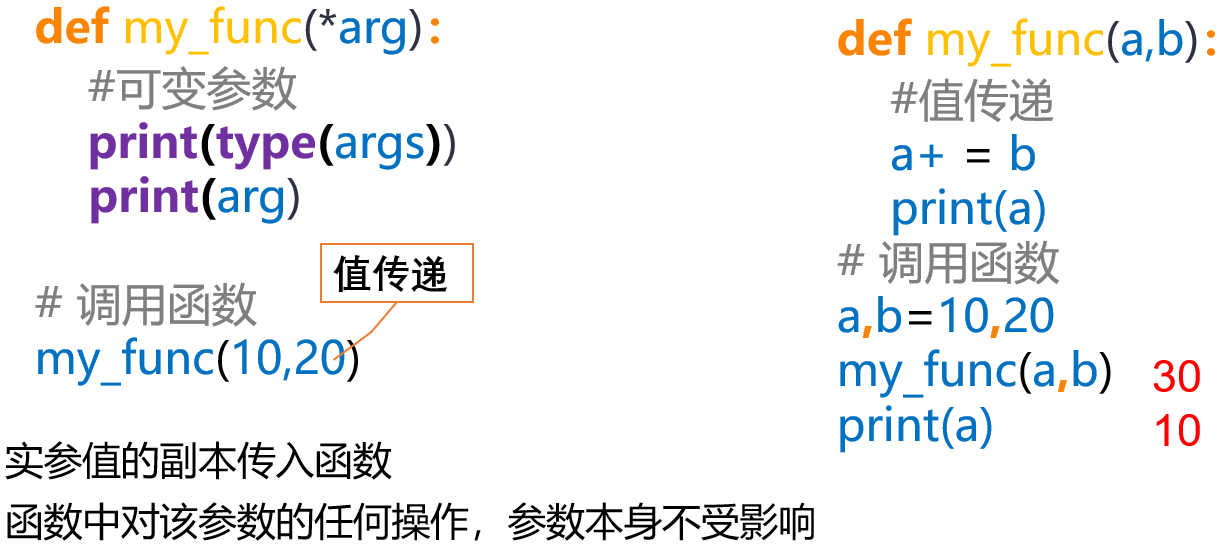 def my_func(*arg):
#可变参数
print(type(args))
print(arg)
值传递
# 调用函数
my_func(10,20)
实参值的副本传入函数
函数中对该参数的任何操作，参数本身不受影响
def my_func(a,b):
#值传递
a+ = b
print(a)
# 调用函数
a,b=10,20
my_func(a,b) 30
print(a) 10